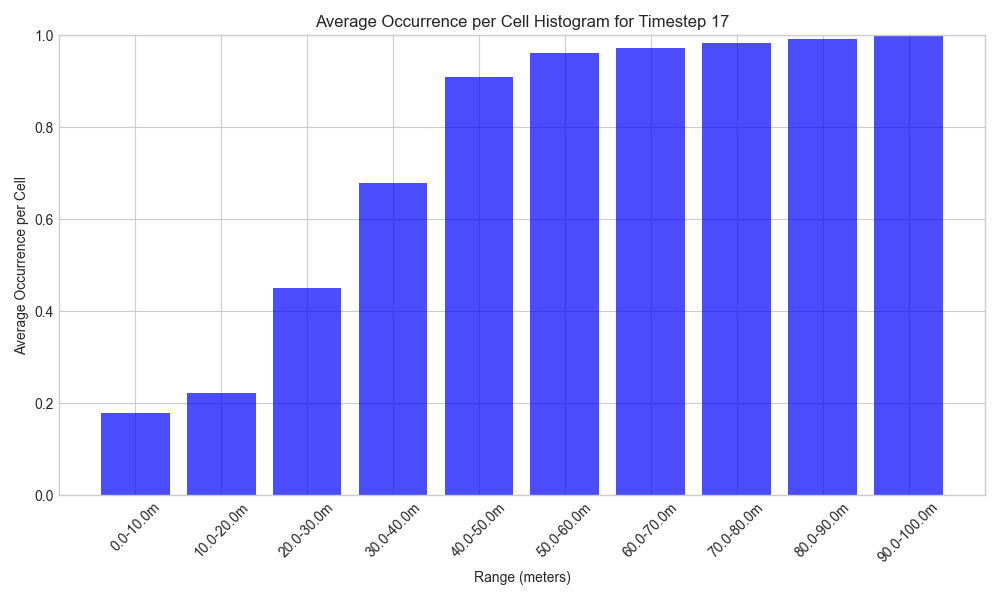 Average Occurrence per Cell Histogram for Timestep 17
Average Occurrence per Cell
1.0
0.8
0.6
0.4
0.2
0.0
0.0-10.0m
10.0-20.0m
20.0-30.0m
30.0-40.0m
40.0-50.0m
50.0-60.0m
60.0-70.0m
70.0-80.0m
80.0-90.0m
90.0-100.0m
Range (meters)